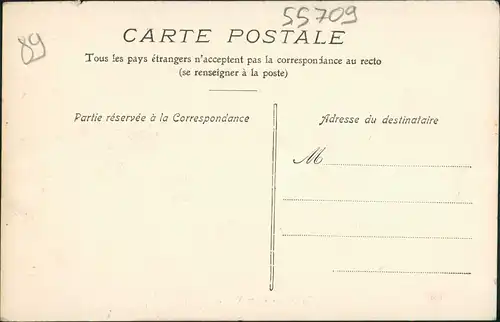 55709
89
CARTE POSTALE
Tous les pays étrangers n'acceptent pas la correspondance au recto
(se renseigner à la poste)
Partie réservée à la Correspondance
Adresse du destinataire
M